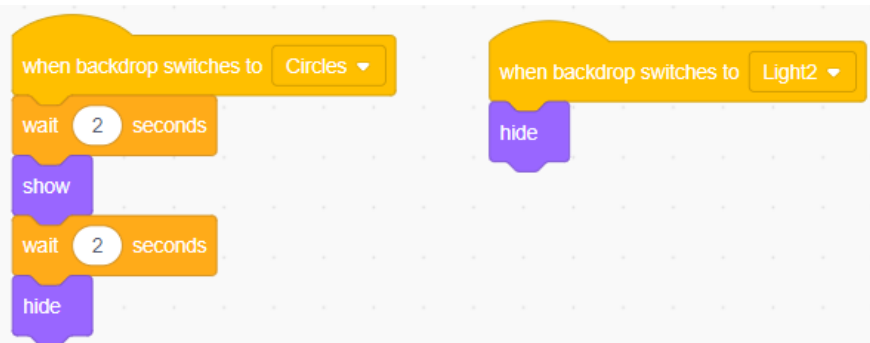 when backdrop switches to Circles
wait 2 seconds
show
wait 2 seconds
hide
when backdrop switches to Light2
hide